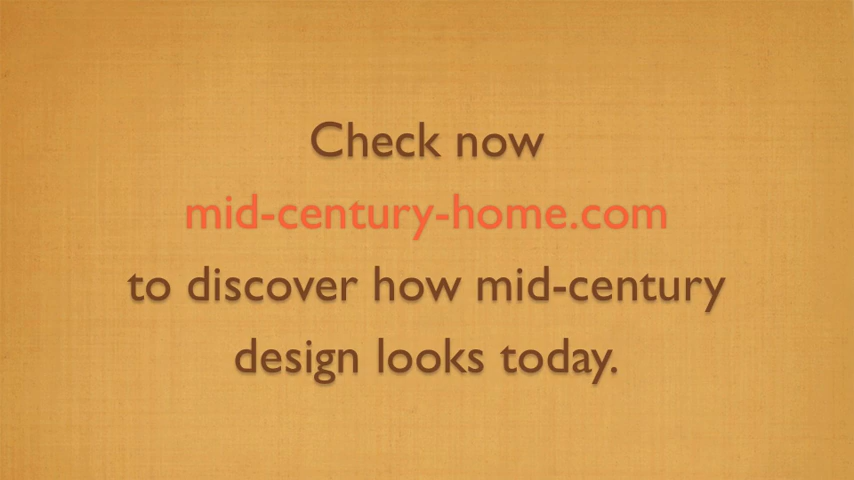 Check now
mid-century-home.com
to discover how mid-century
design looks today.